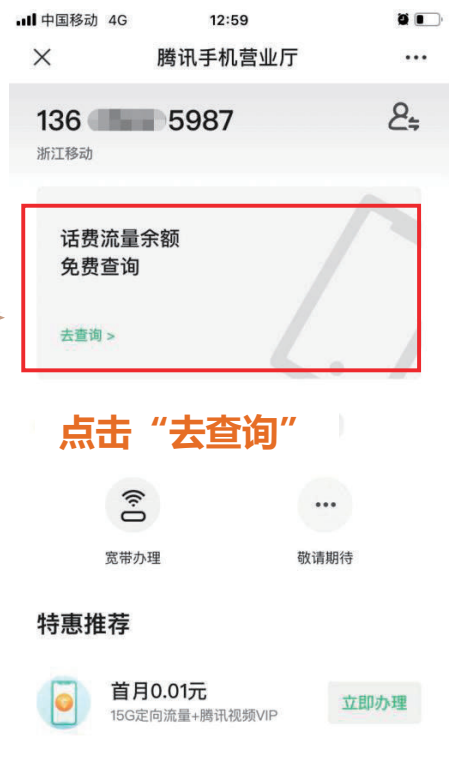 中国移动 4G 12:59
腾讯手机营业厅
136 5987
浙江移动
话费流量余额
免费查询
去查询 >
点击“去查询”
宽带办理 敬请期待
特惠推荐
首月0.01元
15G定向流量+腾讯视频VIP
立即办理